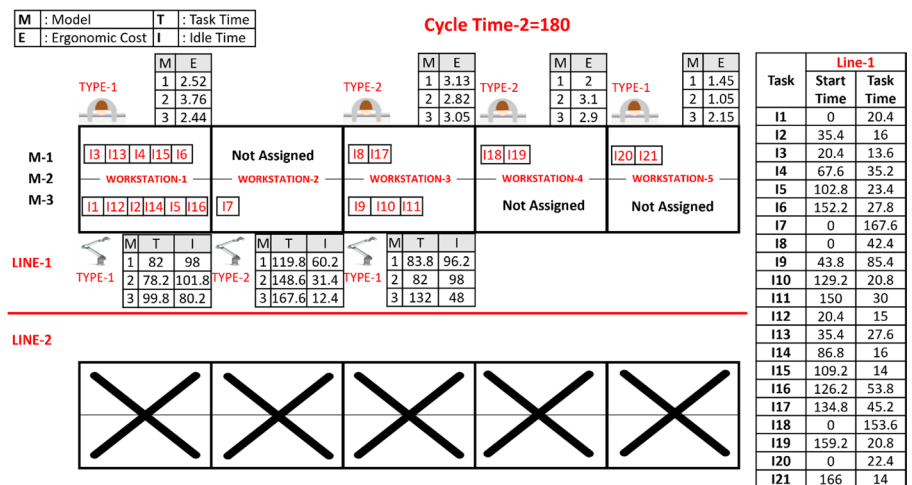 M : Model T : Task Time
E : Ergonomic Cost I : Idle Time
Cycle Time-2=180
TYPE-1
M E
1 2.52
2 3.76
3 2.44
TYPE-2
M E
1 3.13
2 2.82
3 3.05
TYPE-2
M E
1 2
2 3.1
3 2.9
TYPE-1
M E
1 1.45
2 1.05
3 2.15
M-1
M-2
M-3
I3 I13 I4 I15 I6
WORKSTATION-1
I1 I12 I2 I14 I5 I16
Not Assigned
WORKSTATION-2
I7
I8 I17
WORKSTATION-3
I9 I10 I11
I18 I19
WORKSTATION-4
Not Assigned
I20 I21
WORKSTATION-5
Not Assigned
LINE-1
TYPE-1
M T I
1 82 98
2 78.2 101.8
3 99.8 80.2
TYPE-2
M T I
1 119.8 60.2
2 148.6 31.4
3 167.6 12.4
TYPE-1
M T I
1 83.8 96.2
2 82 98
3 132 48
LINE-2
Line-1
Task Start Time Task Time
I1 0 20.4
I2 35.4 16
I3 20.4 13.6
I4 67.6 35.2
I5 102.8 23.4
I6 152.2 27.8
I7 0 167.6
I8 0 42.4
I9 43.8 85.4
I10 129.2 20.8
I11 150 30
I12 20.4 15
I13 35.4 27.6
I14 86.8 16
I15 109.2 14
I16 126.2 53.8
I17 134.8 45.2
I18 0 153.6
I19 159.2 20.8
I20 0 22.4
I21 166 14